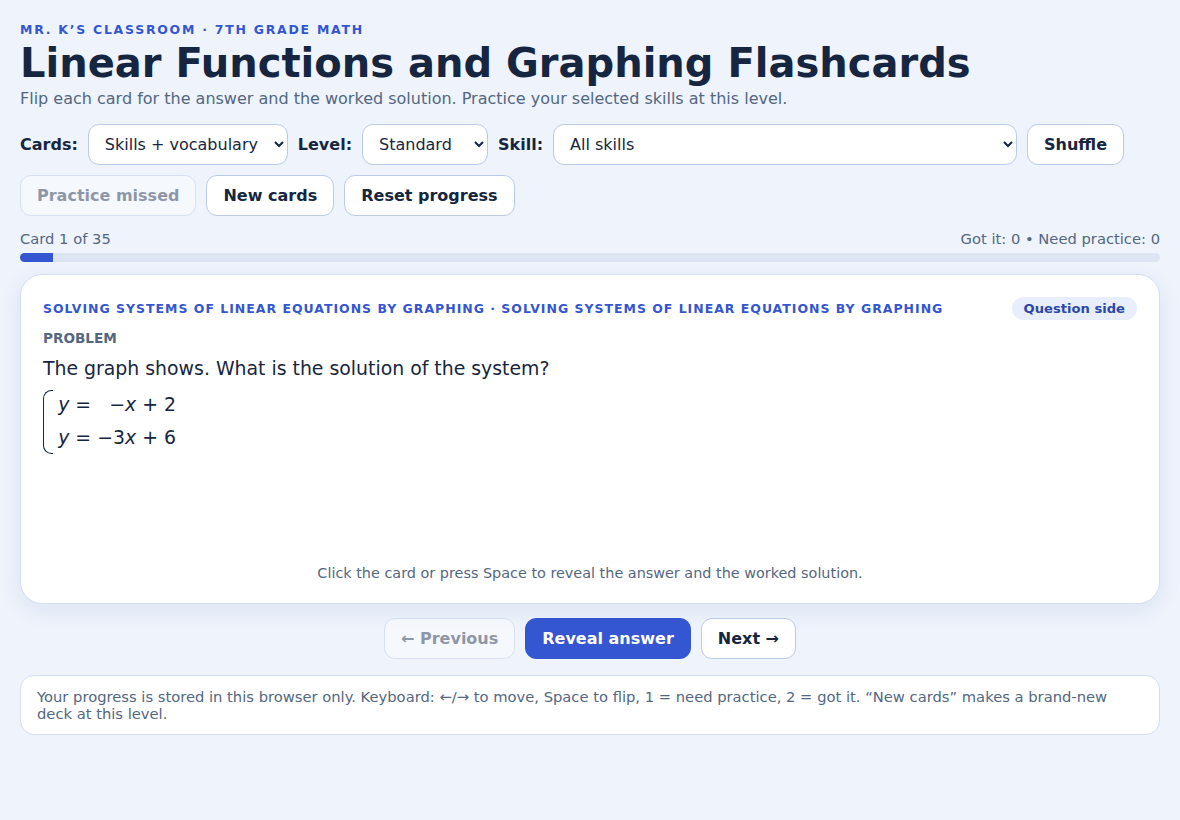 MR. K’S CLASSROOM · 7TH GRADE MATH
Linear Functions and Graphing Flashcards
Flip each card for the answer and the worked solution. Practice your selected skills at this level.
Cards: Skills + vocabulary Level: Standard Skill: All skills Shuffle
Practice missed New cards Reset progress
Card 1 of 35 Got it: 0 • Need practice: 0
SOLVING SYSTEMS OF LINEAR EQUATIONS BY GRAPHING · SOLVING SYSTEMS OF LINEAR EQUATIONS BY GRAPHING Question side
PROBLEM
The graph shows. What is the solution of the system?
y = −x + 2
y = −3x + 6
Click the card or press Space to reveal the answer and the worked solution.
← Previous Reveal answer Next →
Your progress is stored in this browser only. Keyboard: ←/→ to move, Space to flip, 1 = need practice, 2 = got it. “New cards” makes a brand-new
deck at this level.